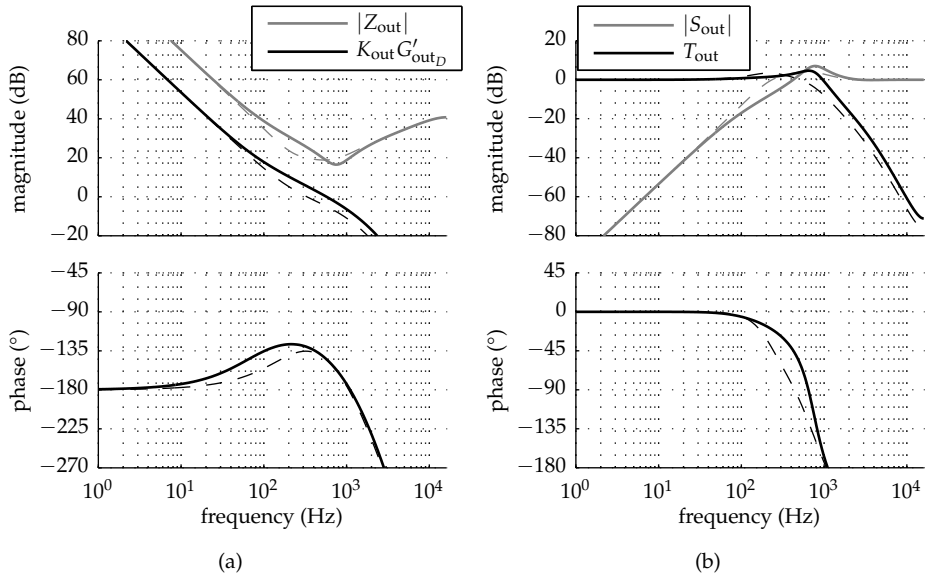 |Z_out|
K_out G′_out_D
80
60
40
20
0
−20
magnitude (dB)
−45
−90
−135
−180
−225
−270
phase (°)
10^0 10^1 10^2 10^3 10^4
frequency (Hz)
(a)
|S_out|
T_out
20
0
−20
−40
−60
−80
magnitude (dB)
45
0
−45
−90
−135
−180
phase (°)
10^0 10^1 10^2 10^3 10^4
frequency (Hz)
(b)